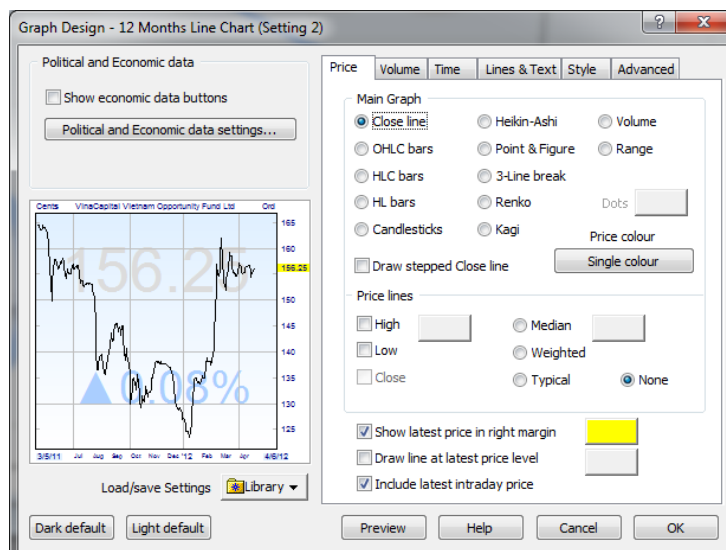 Graph Design - 12 Months Line Chart (Setting 2)
?
Political and Economic data
Show economic data buttons
Political and Economic data settings...
Cents VinaCapital Vietnam Opportunity Fund Ltd Ord
165
160
156.25
150
145
140
135
130
125
156.25
▲0.08%
3/5/11 Jul Aug Sep Oct Nov Dec '12 Feb Mar Apr 4/6/12
Load/save Settings Library
Dark default Light default
Price Volume Time Lines & Text Style Advanced
Main Graph
Close line Heikin-Ashi Volume
OHLC bars Point & Figure Range
HLC bars 3-Line break
HL bars Renko Dots
Candlesticks Kagi Price colour
Draw stepped Close line Single colour
Price lines
High Median
Low Weighted
Close Typical None
Show latest price in right margin
Draw line at latest price level
Include latest intraday price
Preview Help Cancel OK